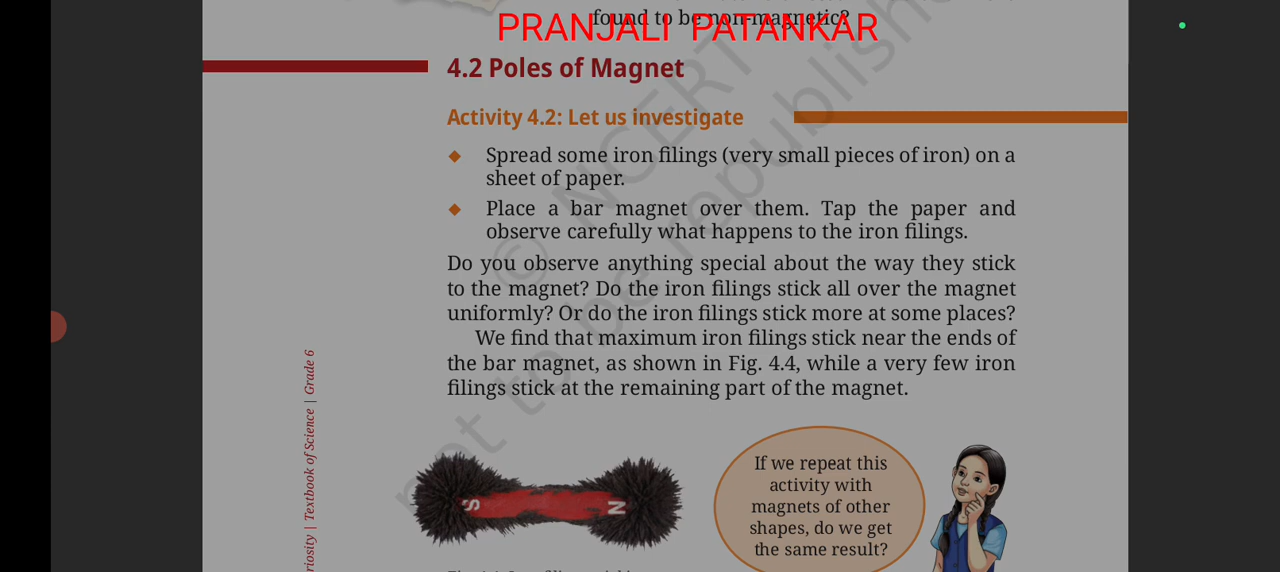 found to be non-magnetic?
PRANJALI PATANKAR
4.2 Poles of Magnet
Activity 4.2: Let us investigate
◆ Spread some iron filings (very small pieces of iron) on a
sheet of paper.
◆ Place a bar magnet over them. Tap the paper and
observe carefully what happens to the iron filings.
Do you observe anything special about the way they stick
to the magnet? Do the iron filings stick all over the magnet
uniformly? Or do the iron filings stick more at some places?
We find that maximum iron filings stick near the ends of
the bar magnet, as shown in Fig. 4.4, while a very few iron
filings stick at the remaining part of the magnet.
S
N
If we repeat this
activity with
magnets of other
shapes, do we get
the same result?
riosity | Textbook of Science | Grade 6
© NCERT
not to be republishe